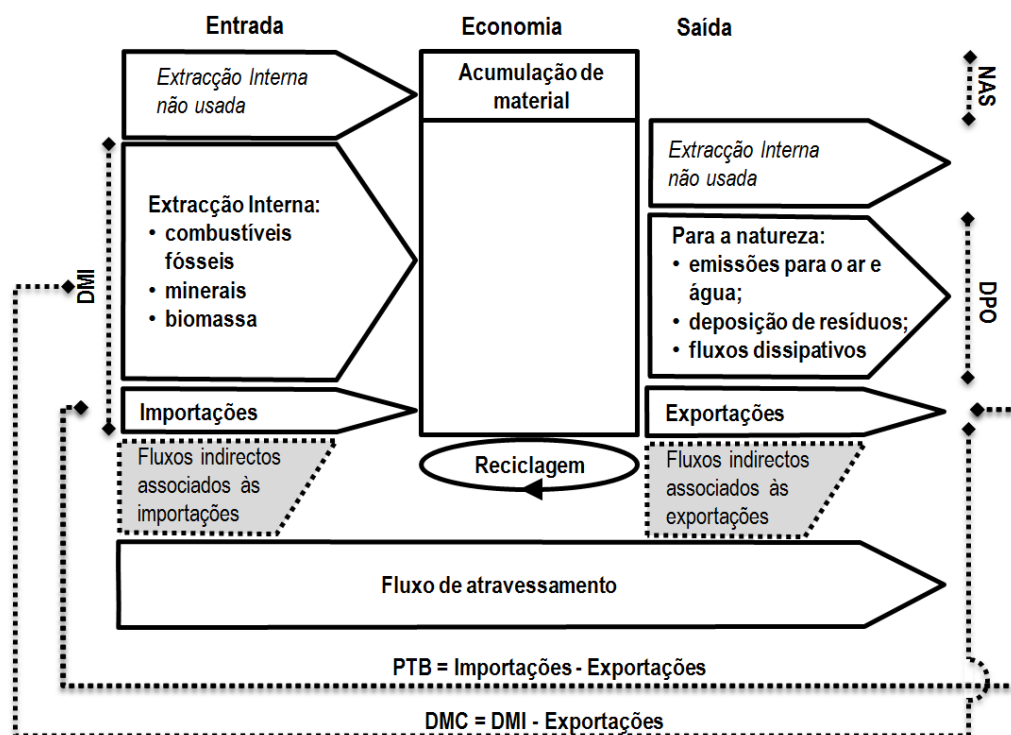 Entrada
Economia
Saída
Extracção Interna
não usada
Acumulação de
material
NAS
Extracção Interna
não usada
DMI
Extracção Interna:
• combustíveis
fósseis
• minerais
• biomassa
Para a natureza:
• emissões para o ar e
água;
• deposição de resíduos;
• fluxos dissipativos
DPO
Importações
Exportações
Fluxos indirectos
associados às
importações
Reciclagem
Fluxos indirectos
associados às
exportações
Fluxo de atravessamento
PTB = Importações - Exportações
DMC = DMI - Exportações